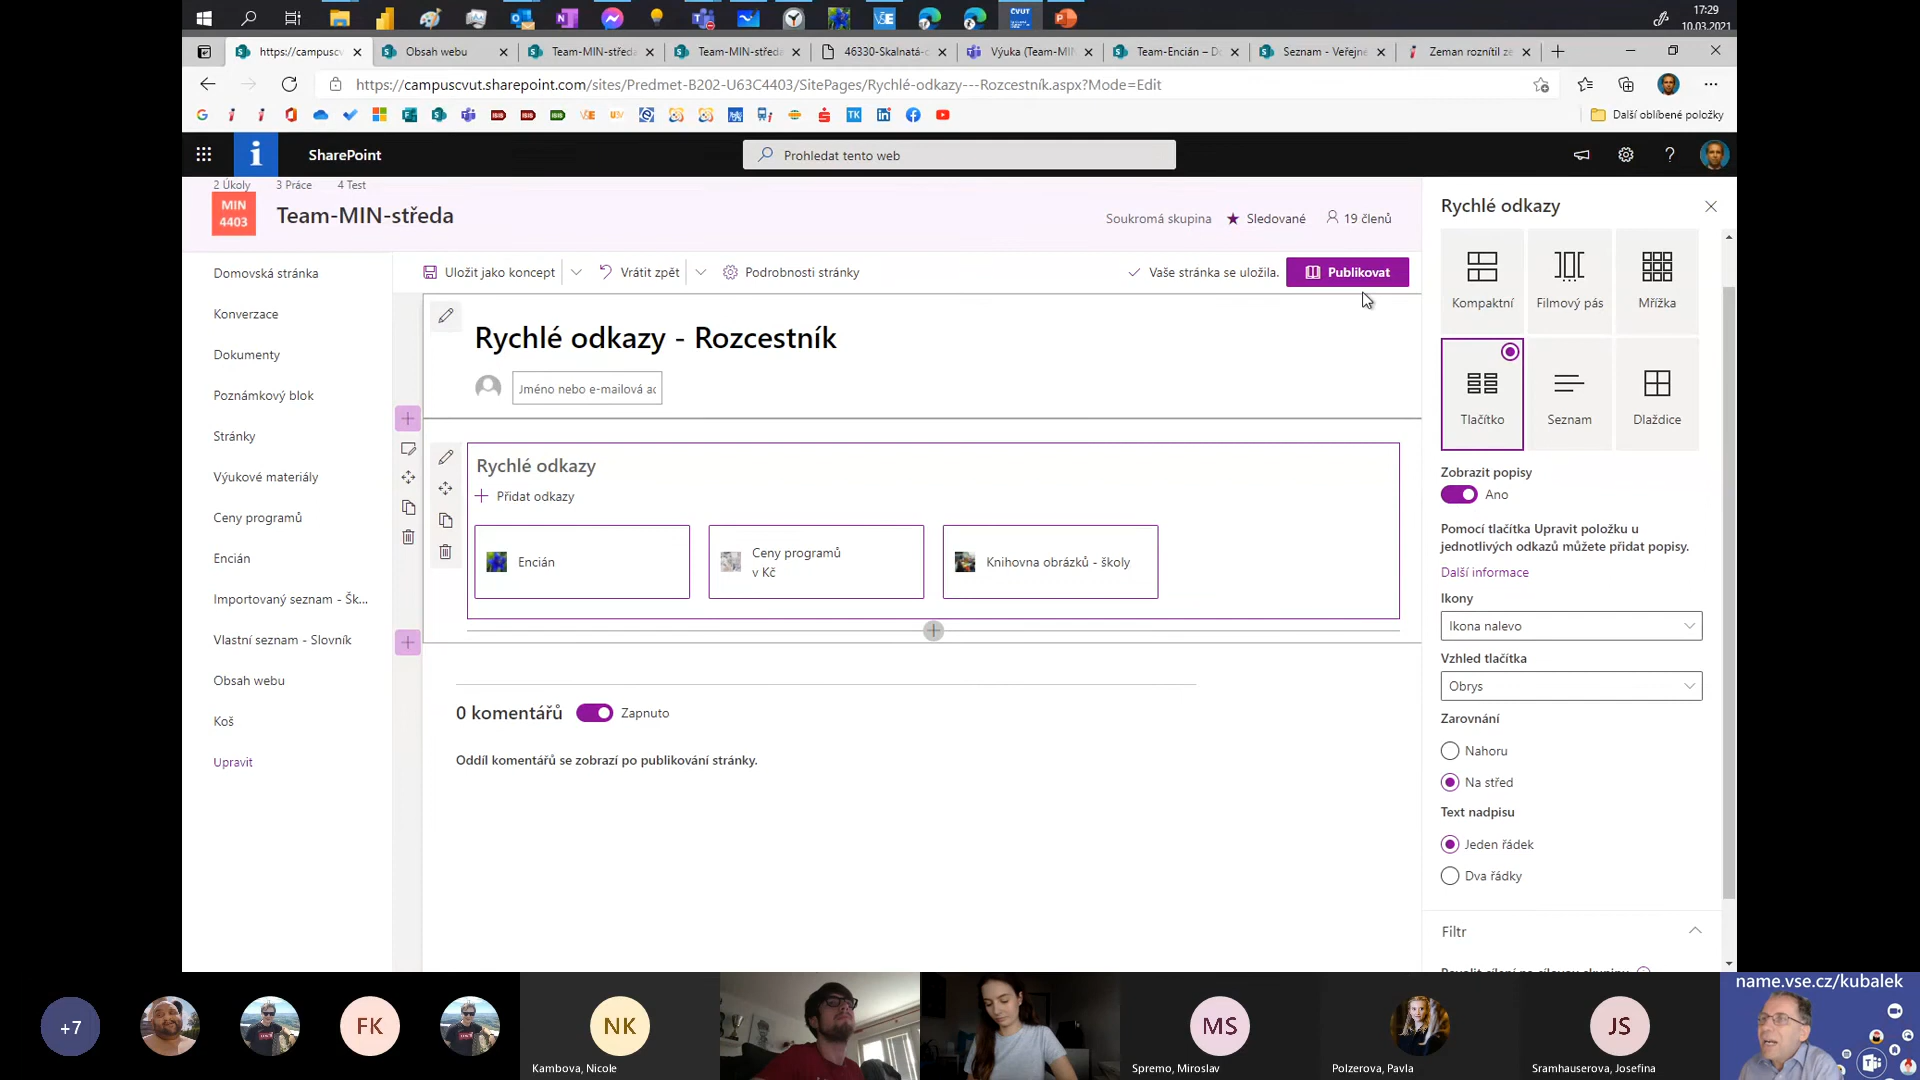 17:29
10.03.2021
https://campuscv
Obsah webu
Team-MIN-střed
Team-MIN-střed
46330-Skalnatá-
Výuka (Team-MIN
Team-Encián – D
Seznam - Veřejné
Zeman roznítil z
https://campuscvut.sharepoint.com/sites/Predmet-B202-U63C4403/SitePages/Rychlé-odkazy---Rozcestník.aspx?Mode=Edit
Další oblíbené položky
SharePoint
Prohledat tento web
2 Úkoly 3 Práce 4 Test
MIN
4403
Team-MIN-středa
Soukromá skupina
Sledované
19 členů
Domovská stránka
Konverzace
Dokumenty
Poznámkový blok
Stránky
Výukové materiály
Ceny programů
Encián
Importovaný seznam - Šk...
Vlastní seznam - Slovník
Obsah webu
Koš
Upravit
Uložit jako koncept
Vrátit zpět
Podrobnosti stránky
Vaše stránka se uložila.
Publikovat
Rychlé odkazy - Rozcestník
Jméno nebo e-mailová ac
Rychlé odkazy
Přidat odkazy
Encián
Ceny programů
v Kč
Knihovna obrázků - školy
0 komentářů
Zapnuto
Oddíl komentářů se zobrazí po publikování stránky.
Rychlé odkazy
Kompaktní
Filmový pás
Mřížka
Tlačítko
Seznam
Dlaždice
Zobrazit popisy
Ano
Pomocí tlačítka Upravit položku u
jednotlivých odkazů můžete přidat popisy.
Další informace
Ikony
Ikona nalevo
Vzhled tlačítka
Obrys
Zarovnání
Nahoru
Na střed
Text nadpisu
Jeden řádek
Dva řádky
Filtr
+7
FK
NK
Kambova, Nicole
MS
Spremo, Miroslav
Polzerova, Pavla
JS
Sramhauserova, Josefina
name.vse.cz/kubalek